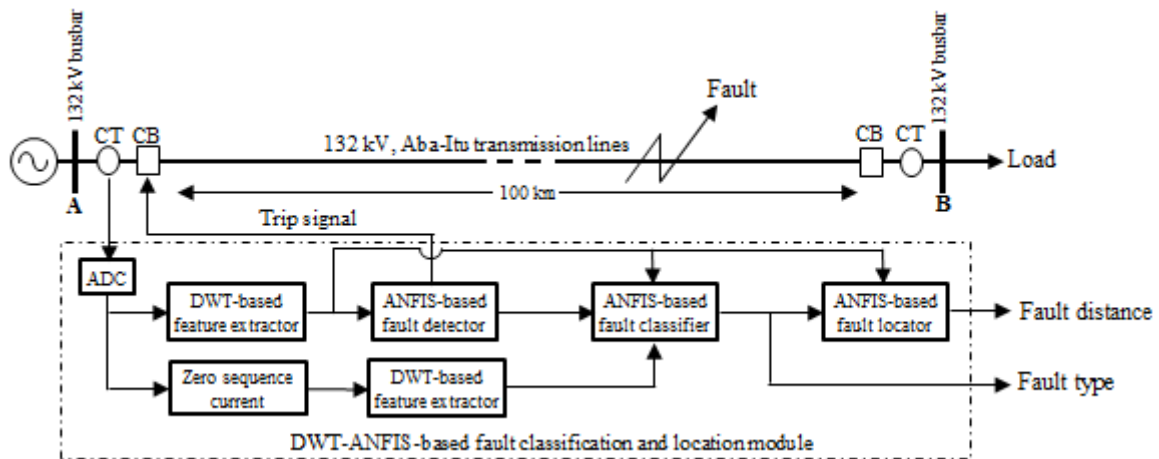 132 kV busbar
132 kV busbar
Fault
CT
CB
132 kV, Aba-Itu transmission lines
CB
CT
Load
A
100 km
B
Trip signal
ADC
DWT-based
feature extractor
ANFIS-based
fault detector
ANFIS-based
fault classifier
ANFIS-based
fault locator
Fault distance
Zero sequence
current
DWT-based
feature extractor
Fault type
DWT-ANFIS-based fault classification and location module